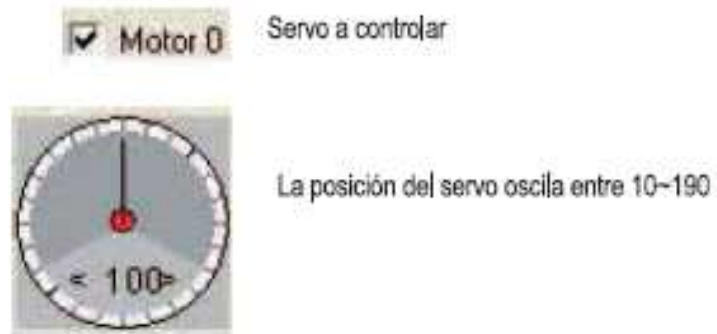 Motor 0
Servo a controlar
< 100>
La posición del servo oscila entre 10~190